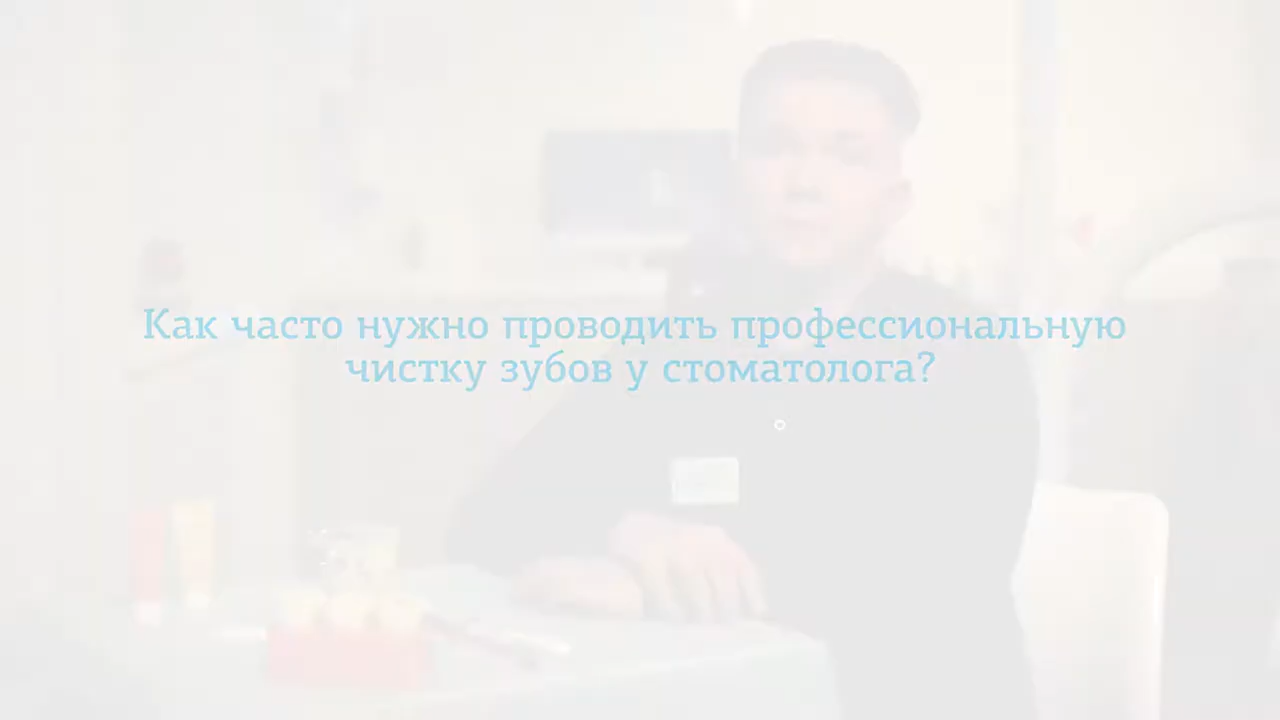 Как часто нужно проводить профессиональную
чистку зубов у стоматолога?